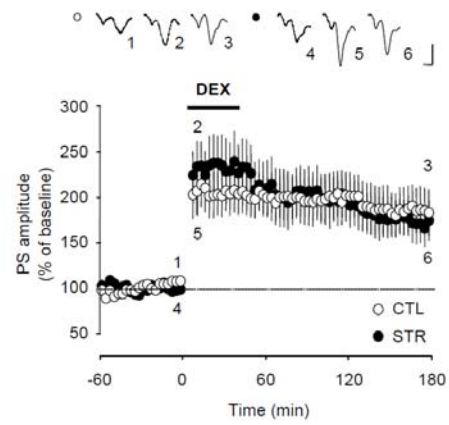 1 2 3 4 5 6
DEX
300
250
200
150
100
50
2
5
1
4
3
6
CTL
STR
PS amplitude
(% of baseline)
-60 0 60 120 180
Time (min)